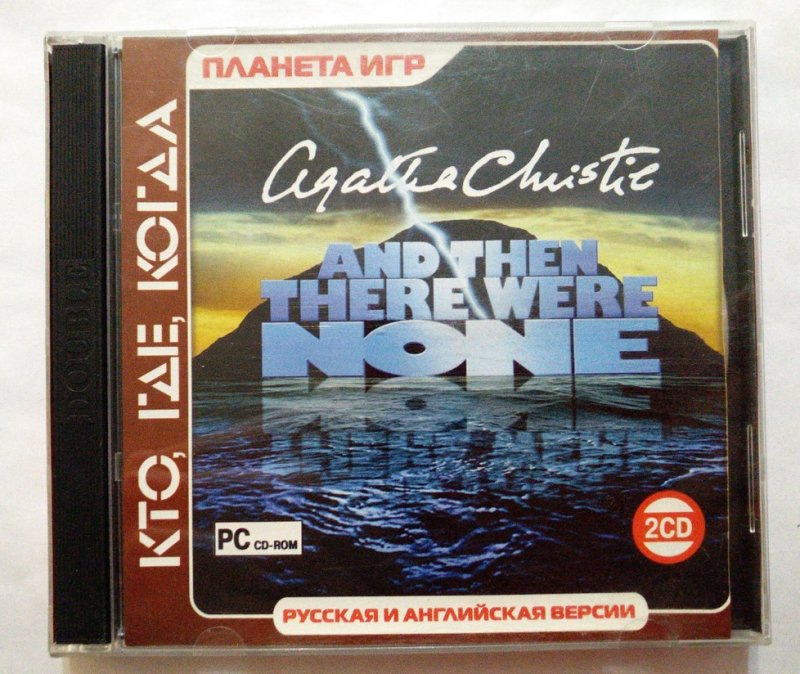 ПЛАНЕТА ИГР
КТО, ГДЕ, КОГДА
Agatha Christie
AND THEN
THERE WERE
NONE
DOUBLE
PC CD-ROM
2CD
РУССКАЯ И АНГЛИЙСКАЯ ВЕРСИИ